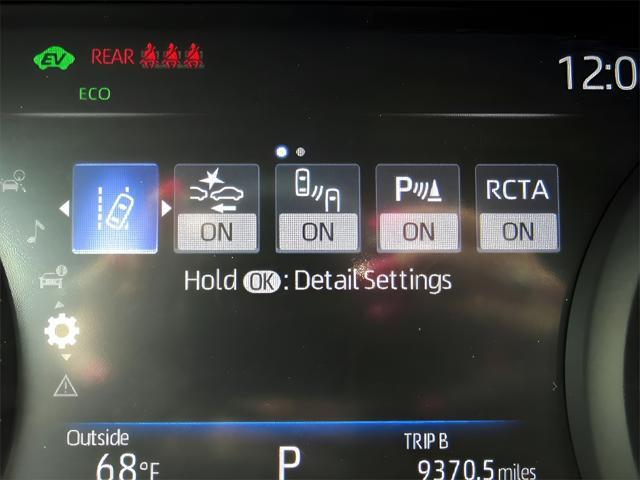 EV REAR 12:0
ECO
P RCTA
ON ON ON ON
Hold OK: Detail Settings
Outside TRIP B
68°F P 9370.5 miles